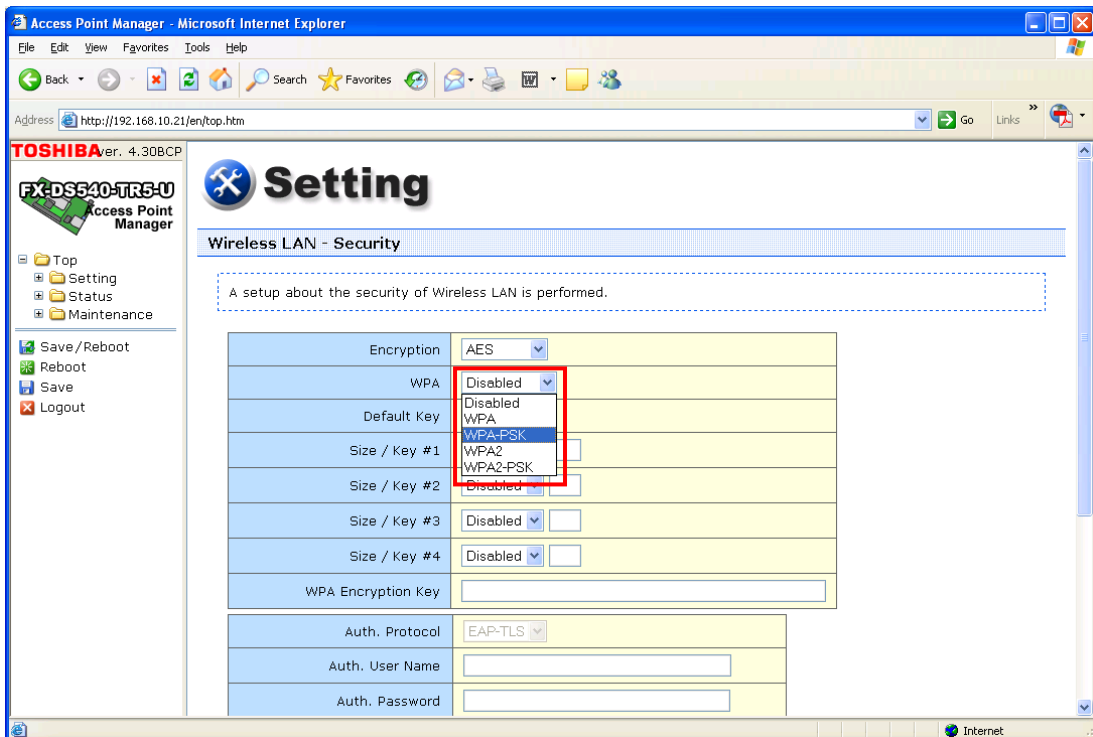 Access Point Manager - Microsoft Internet Explorer
File Edit View Favorites Tools Help
Back Search Favorites
Address http://192.168.10.21/en/top.htm Go Links »
TOSHIBA ver. 4.30BCP
FX-DS540-TR5-U
Access Point
Manager
Top
Setting
Status
Maintenance
Save/Reboot
Reboot
Save
Logout
Setting
Wireless LAN - Security
A setup about the security of Wireless LAN is performed.
Encryption AES
WPA Disabled
Disabled
WPA
WPA-PSK
WPA2
WPA2-PSK
Default Key
Size / Key #1
Size / Key #2 Disabled
Size / Key #3 Disabled
Size / Key #4 Disabled
WPA Encryption Key
Auth. Protocol EAP-TLS
Auth. User Name
Auth. Password
Internet